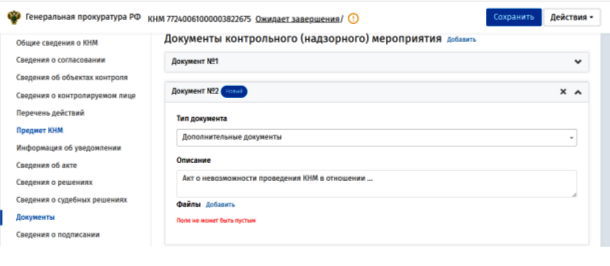 Генеральная прокуратура РФ КНМ 77240061000003822675 Ожидает завершения/ Сохранить Действия
Общие сведения о КНМ
Сведения о согласовании
Сведения об объектах контроля
Сведения о контролируемом лице
Перечень действий
Предмет КНМ
Информация об уведомлении
Сведения об акте
Сведения о решениях
Сведения о судебных решениях
Документы
Сведения о подписании
Документы контрольного (надзорного) мероприятия Добавить
Документ №1
Документ №2 Новый
Тип документа
Дополнительные документы
Описание
Акт о невозможности проведения КНМ в отношении ...
Файлы Добавить
Поле не может быть пустым